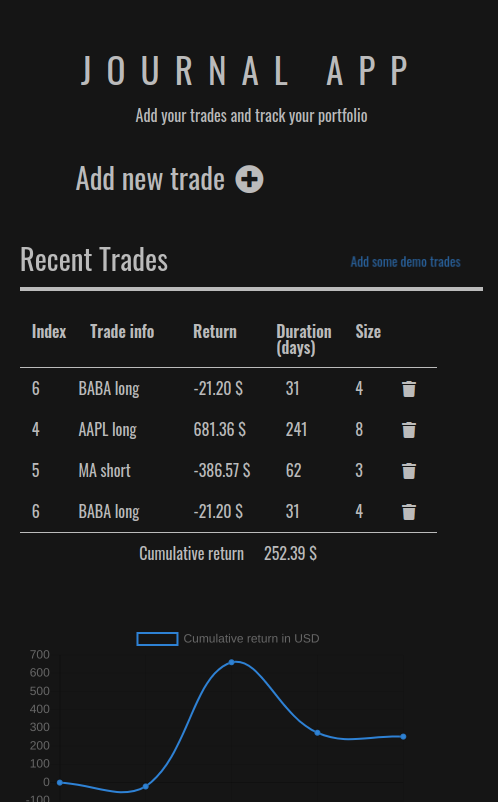 JOURNAL APP
Add your trades and track your portfolio
Add new trade
Recent Trades
Add some demo trades
Index Trade info Return Duration (days) Size
6 BABA long -21.20 $ 31 4
4 AAPL long 681.36 $ 241 8
5 MA short -386.57 $ 62 3
6 BABA long -21.20 $ 31 4
Cumulative return 252.39 $
Cumulative return in USD
700
600
500
400
300
200
100
0
-100